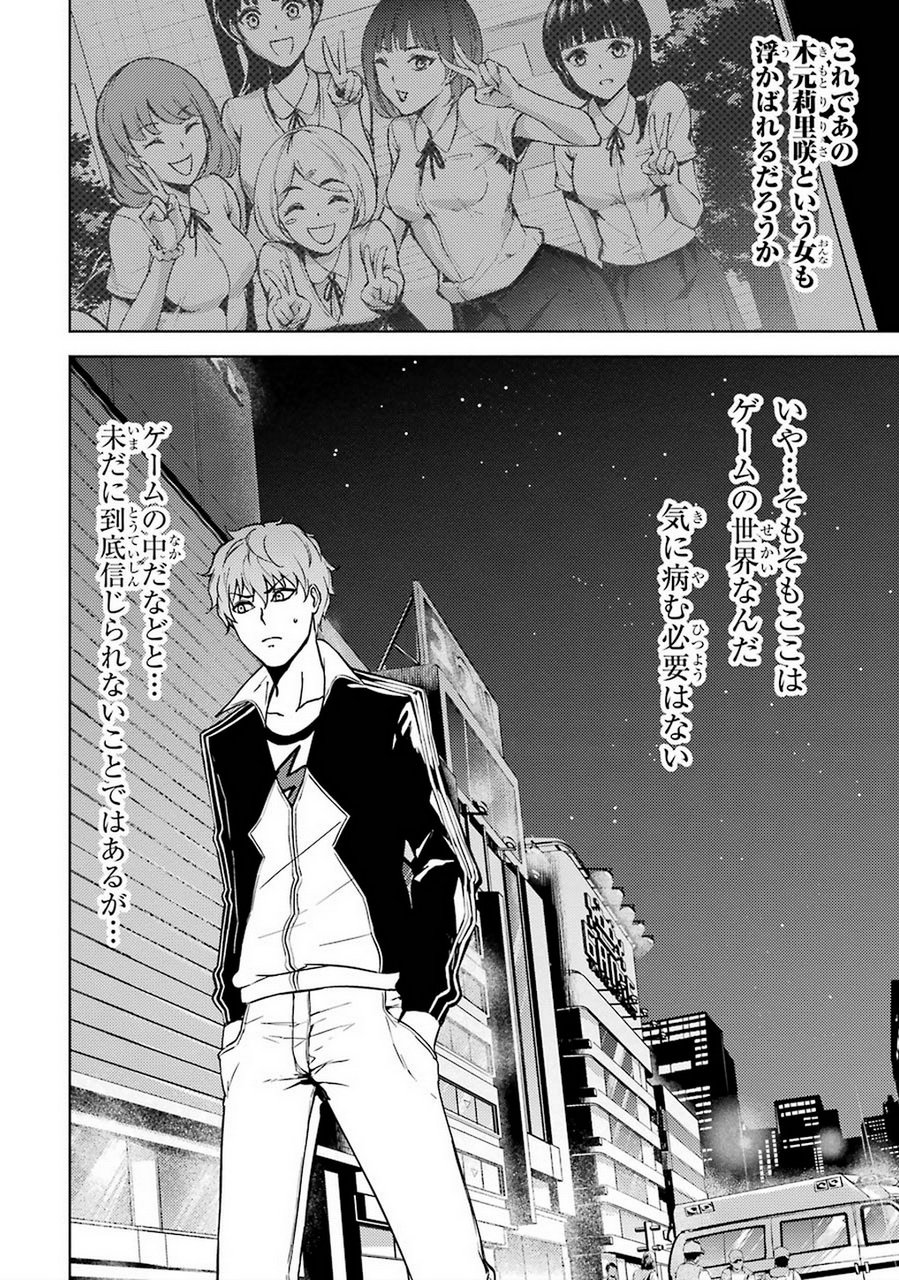 これであの
木元莉里咲という女も
浮かばれるだろうか
いや…そもそもここは
ゲームの世界なんだ
気に病む必要はない
ゲームの中だなどと…
未だに到底信じられないことではあるが…